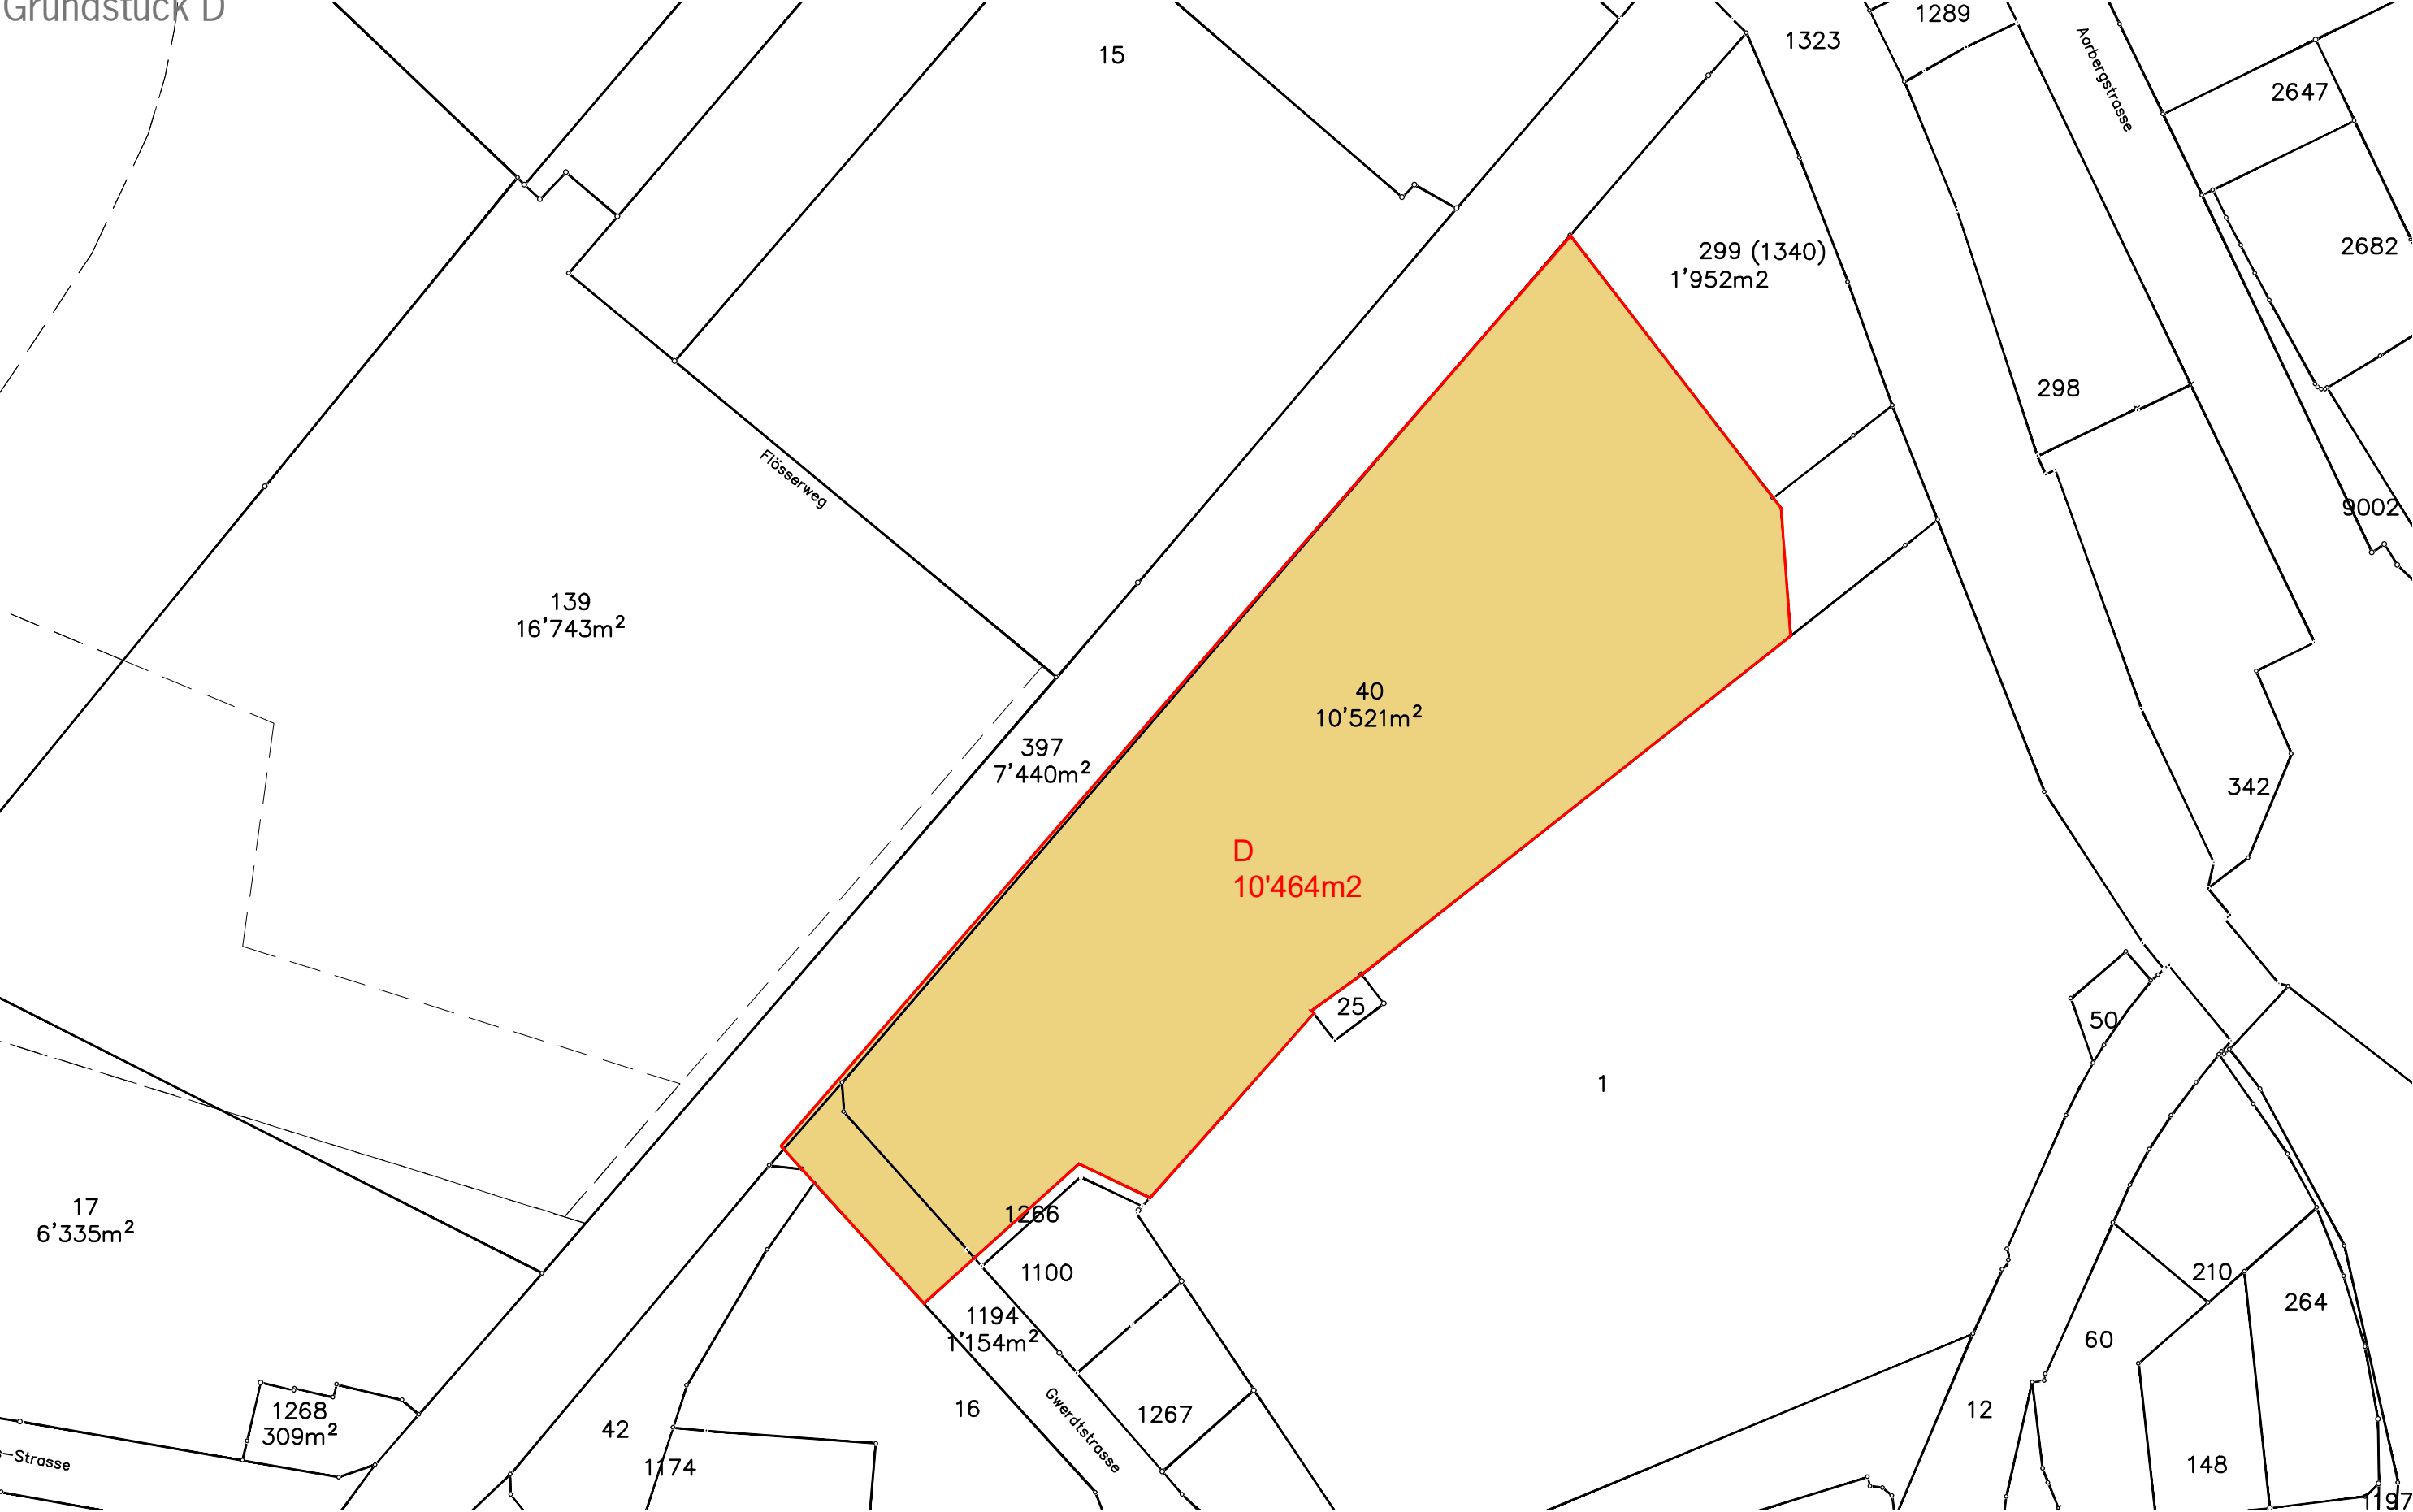 Grundstück D
15
1323
1289
Aarbergstrasse
2647
299 (1340)
1'952m2
2682
298
Flösserweg
9002
139
16'743m²
40
10'521m²
397
7'440m²
342
D
10'464m2
25
50
1
17
6'335m²
1266
1100
210
264
1194
1'154m²
60
1268
309m²
42
16
Gwerdtstrasse
1267
12
s-Strasse
1174
148
1197